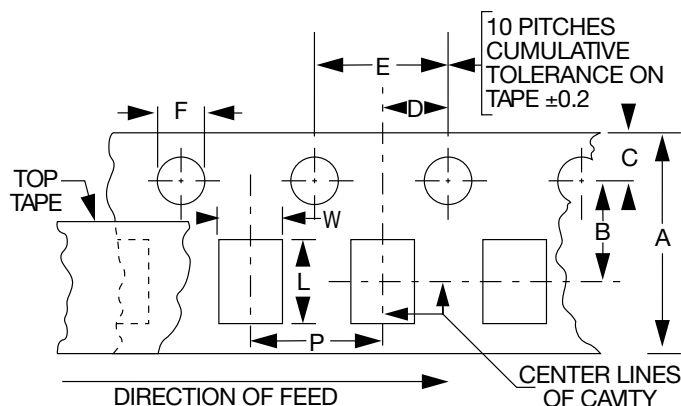 10 PITCHES
CUMULATIVE
TOLERANCE ON
TAPE ±0.2
E
F
D
C
TOP
TAPE
W
B
A
L
P
DIRECTION OF FEED
CENTER LINES
OF CAVITY